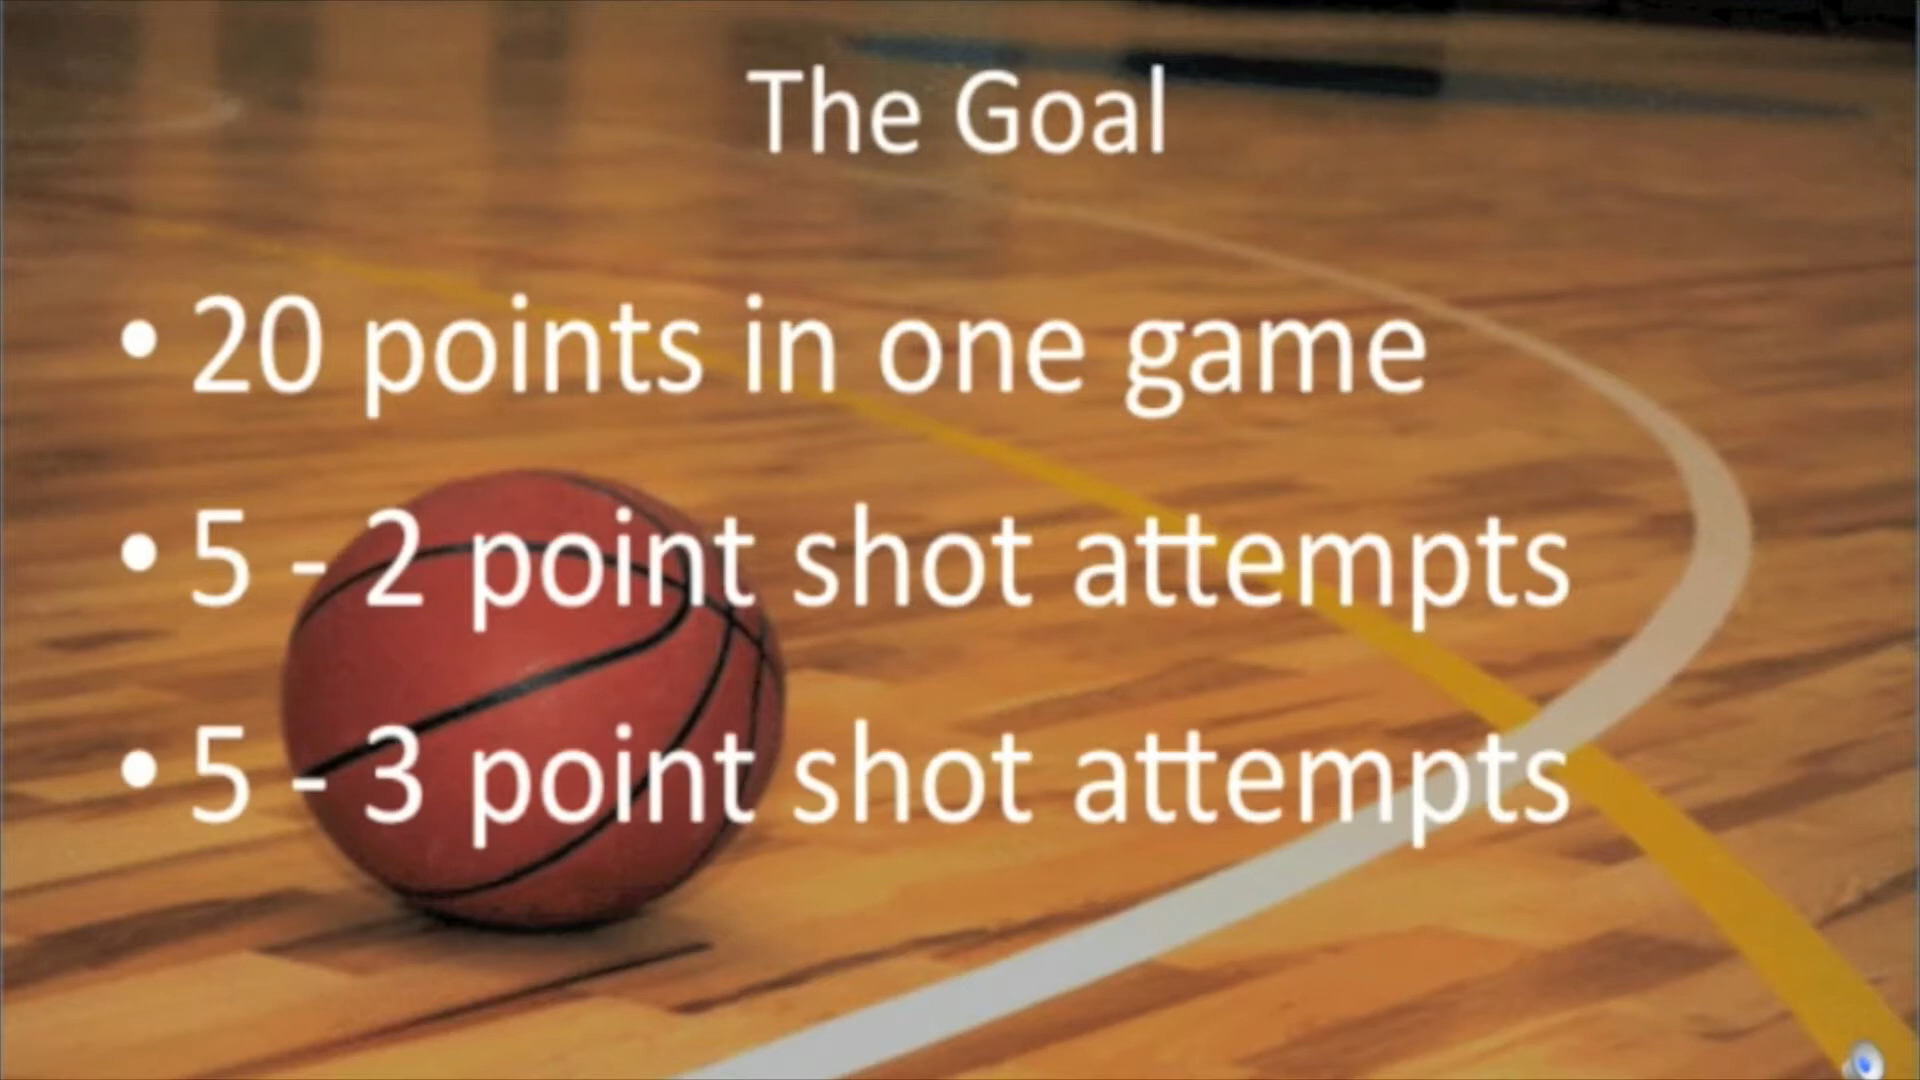 The Goal
• 20 points in one game
• 5 - 2 point shot attempts
• 5 - 3 point shot attempts